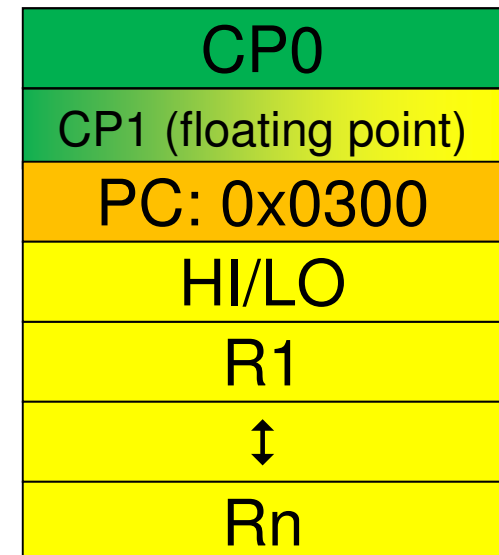 CP0
CP1 (floating point)
PC: 0x0300
HI/LO
R1
↕
Rn